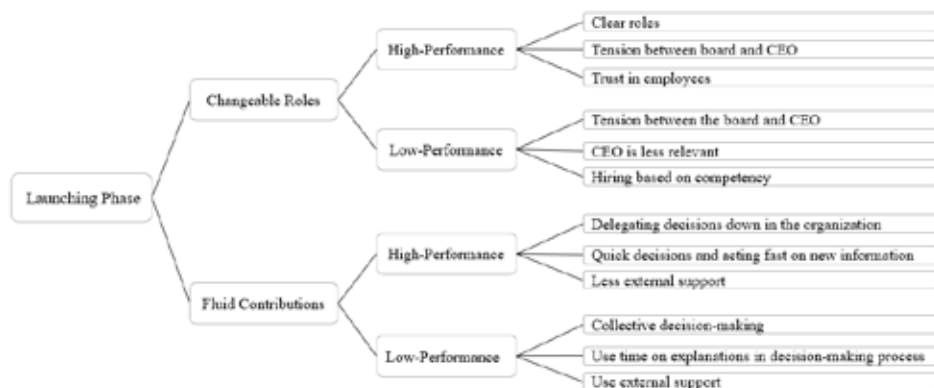 Launching Phase
Changeable Roles
High-Performance
Clear roles
Tension between board and CEO
Trust in employees
Low-Performance
Tension between the board and CEO
CEO is less relevant
Hiring based on competency
Fluid Contributions
High-Performance
Delegating decisions down in the organization
Quick decisions and acting fast on new information
Less external support
Low-Performance
Collective decision-making
Use time on explanations in decision-making process
Use external support